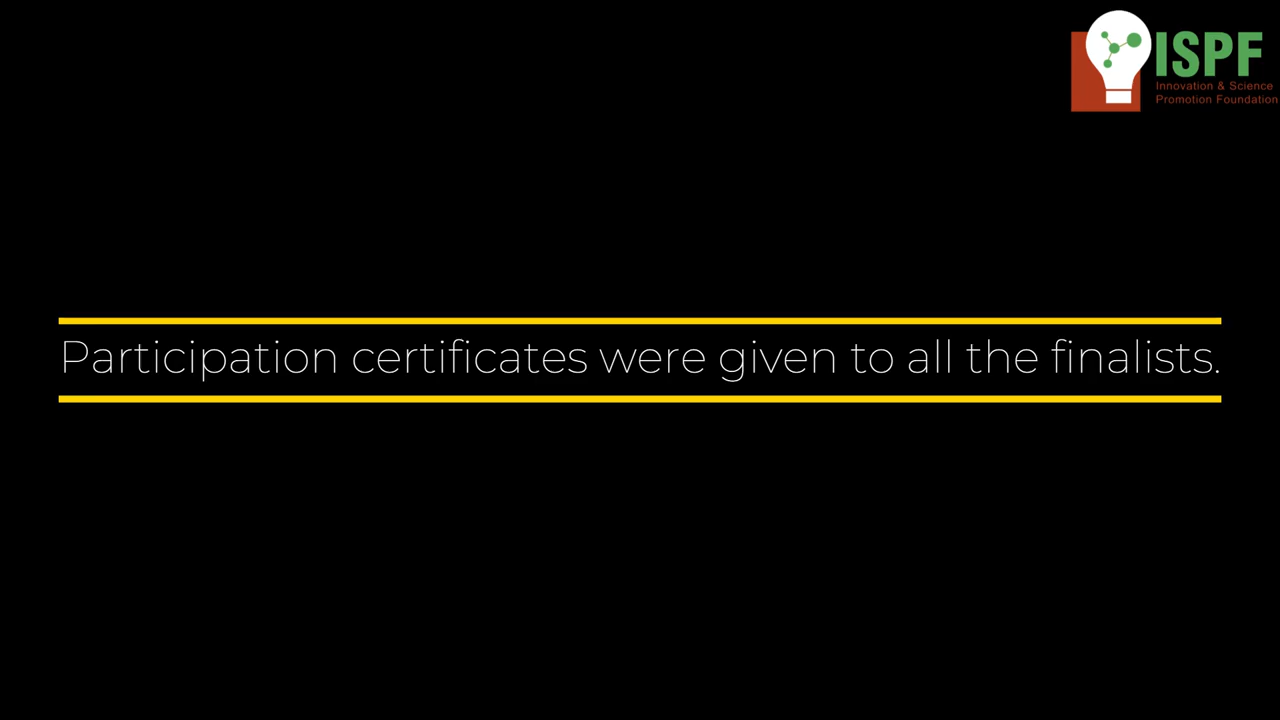 ISPF
Innovation & Science
Promotion Foundation
Participation certificates were given to all the finalists.